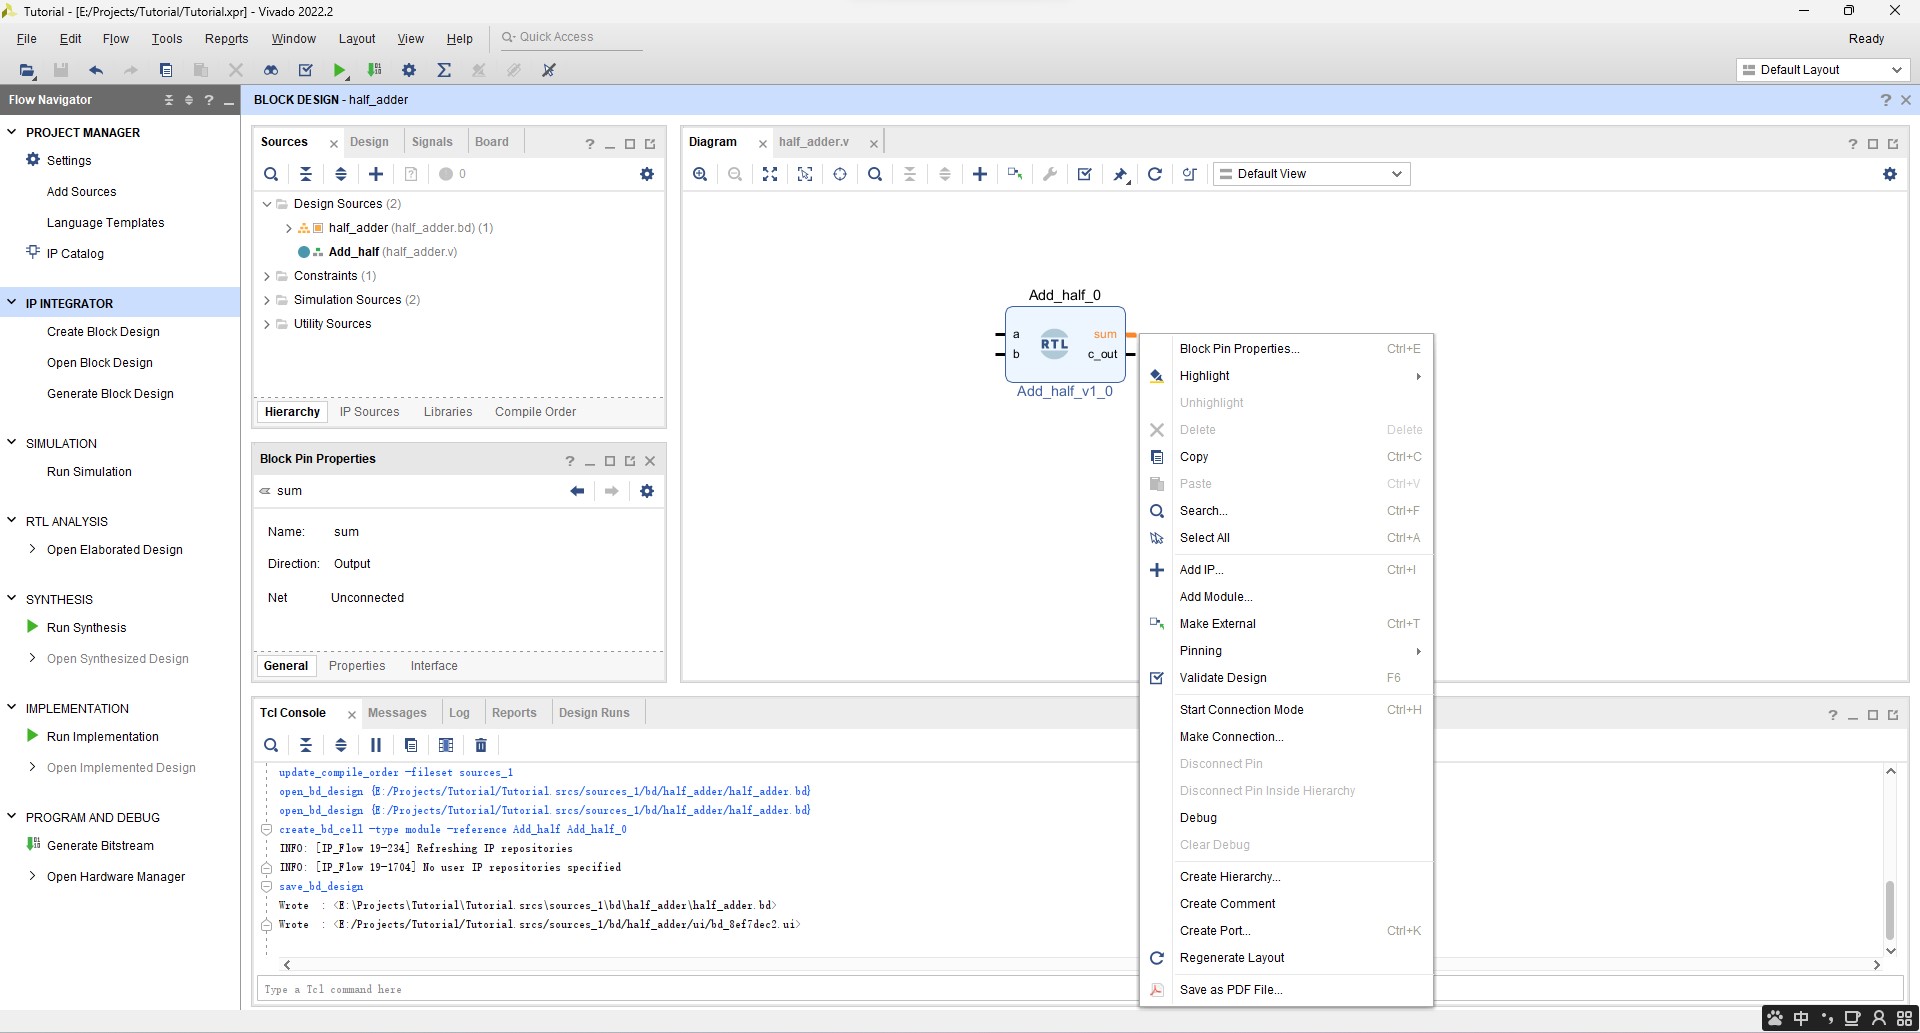 Tutorial - [E:/Projects/Tutorial/Tutorial.xpr] - Vivado 2022.2
File Edit Flow Tools Reports Window Layout View Help Quick Access Ready
Default Layout
Flow Navigator
PROJECT MANAGER
Settings
Add Sources
Language Templates
IP Catalog
IP INTEGRATOR
Create Block Design
Open Block Design
Generate Block Design
SIMULATION
Run Simulation
RTL ANALYSIS
Open Elaborated Design
SYNTHESIS
Run Synthesis
Open Synthesized Design
IMPLEMENTATION
Run Implementation
Open Implemented Design
PROGRAM AND DEBUG
Generate Bitstream
Open Hardware Manager
BLOCK DESIGN - half_adder
Sources Design Signals Board
0
Design Sources (2)
half_adder (half_adder.bd) (1)
Add_half (half_adder.v)
Constraints (1)
Simulation Sources (2)
Utility Sources
Hierarchy IP Sources Libraries Compile Order
Block Pin Properties
sum
Name: sum
Direction: Output
Net Unconnected
General Properties Interface
Diagram half_adder.v
Default View
Add_half_0
a RTL sum
b c_out
Add_half_v1_0
Block Pin Properties... Ctrl+E
Highlight
Unhighlight
Delete Delete
Copy Ctrl+C
Paste Ctrl+V
Search... Ctrl+F
Select All Ctrl+A
Add IP... Ctrl+I
Add Module...
Make External Ctrl+T
Pinning
Validate Design F6
Start Connection Mode Ctrl+H
Make Connection...
Disconnect Pin
Disconnect Pin Inside Hierarchy
Debug
Clear Debug
Create Hierarchy...
Create Comment
Create Port... Ctrl+K
Regenerate Layout
Save as PDF File...
Tcl Console Messages Log Reports Design Runs
update_compile_order -fileset sources_1
open_bd_design {E:/Projects/Tutorial/Tutorial.srcs/sources_1/bd/half_adder/half_adder.bd}
open_bd_design {E:/Projects/Tutorial/Tutorial.srcs/sources_1/bd/half_adder/half_adder.bd}
create_bd_cell -type module -reference Add_half Add_half_0
INFO: [IP_Flow 19-234] Refreshing IP repositories
INFO: [IP_Flow 19-1704] No user IP repositories specified
save_bd_design
Wrote : <E:\Projects\Tutorial\Tutorial.srcs\sources_1\bd\half_adder\half_adder.bd>
Wrote : <E:/Projects/Tutorial/Tutorial.srcs/sources_1/bd/half_adder/ui/bd_8ef7dec2.ui>
Type a Tcl command here
中